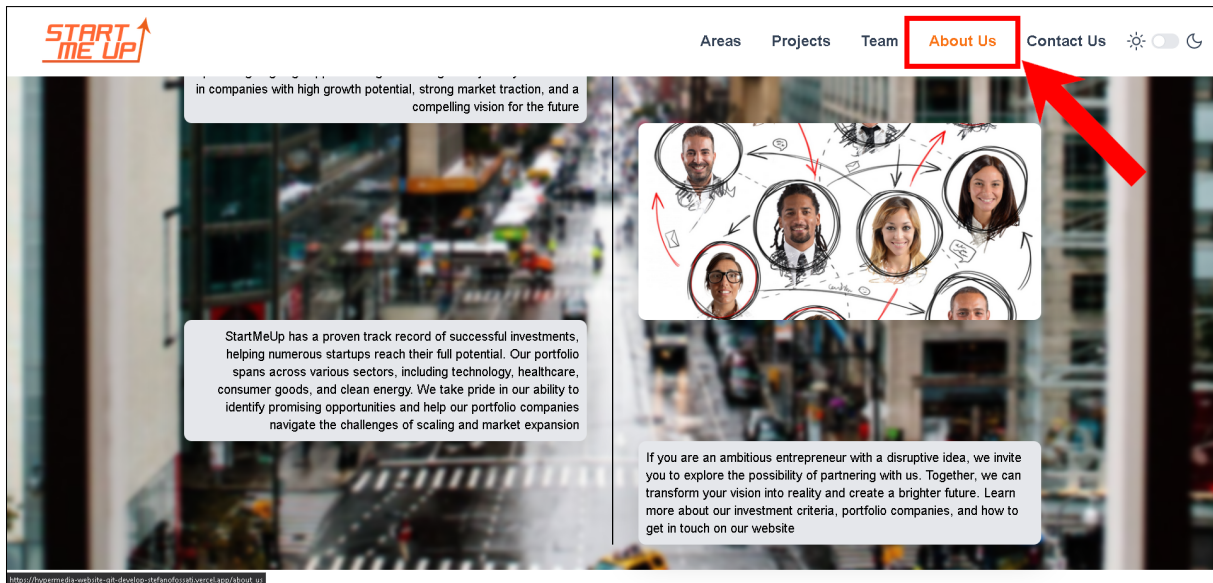 START
ME UP
Areas
Projects
Team
About Us
Contact Us
in companies with high growth potential, strong market traction, and a
compelling vision for the future
StartMeUp has a proven track record of successful investments,
helping numerous startups reach their full potential. Our portfolio
spans across various sectors, including technology, healthcare,
consumer goods, and clean energy. We take pride in our ability to
identify promising opportunities and help our portfolio companies
navigate the challenges of scaling and market expansion
If you are an ambitious entrepreneur with a disruptive idea, we invite
you to explore the possibility of partnering with us. Together, we can
transform your vision into reality and create a brighter future. Learn
more about our investment criteria, portfolio companies, and how to
get in touch on our website
https://hypermedia-website-git-develop-stefanofossati.vercel.app/about_us